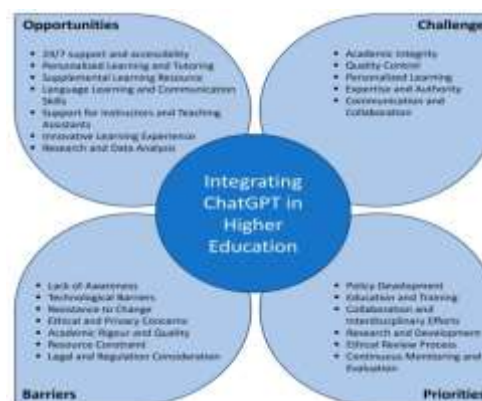 Opportunities
24/7 support and accessibility
Personalised Learning and Tutoring
Supplemental Learning Resource
Language Learning and Communication
Skills
Support for Instructors and Teaching
Assistants
Innovative Learning Experience
Research and Data Analysis
Challenge
Academic Integrity
Quality Control
Personalized Learning
Expertise and Authority
Communication and
Collaboration
Integrating
ChatGPT in
Higher
Education
Lack of Awareness
Technological Barriers
Resistance to Change
Ethical and Privacy Concerns
Academic Rigour and Quality
Resource Constraint
Legal and Regulation Consideration
Barriers
Policy Development
Education and Training
Collaboration and
Interdisciplinary Efforts
Research and Development
Ethical Review Process
Continuous Monitoring and
Evaluation
Priorities